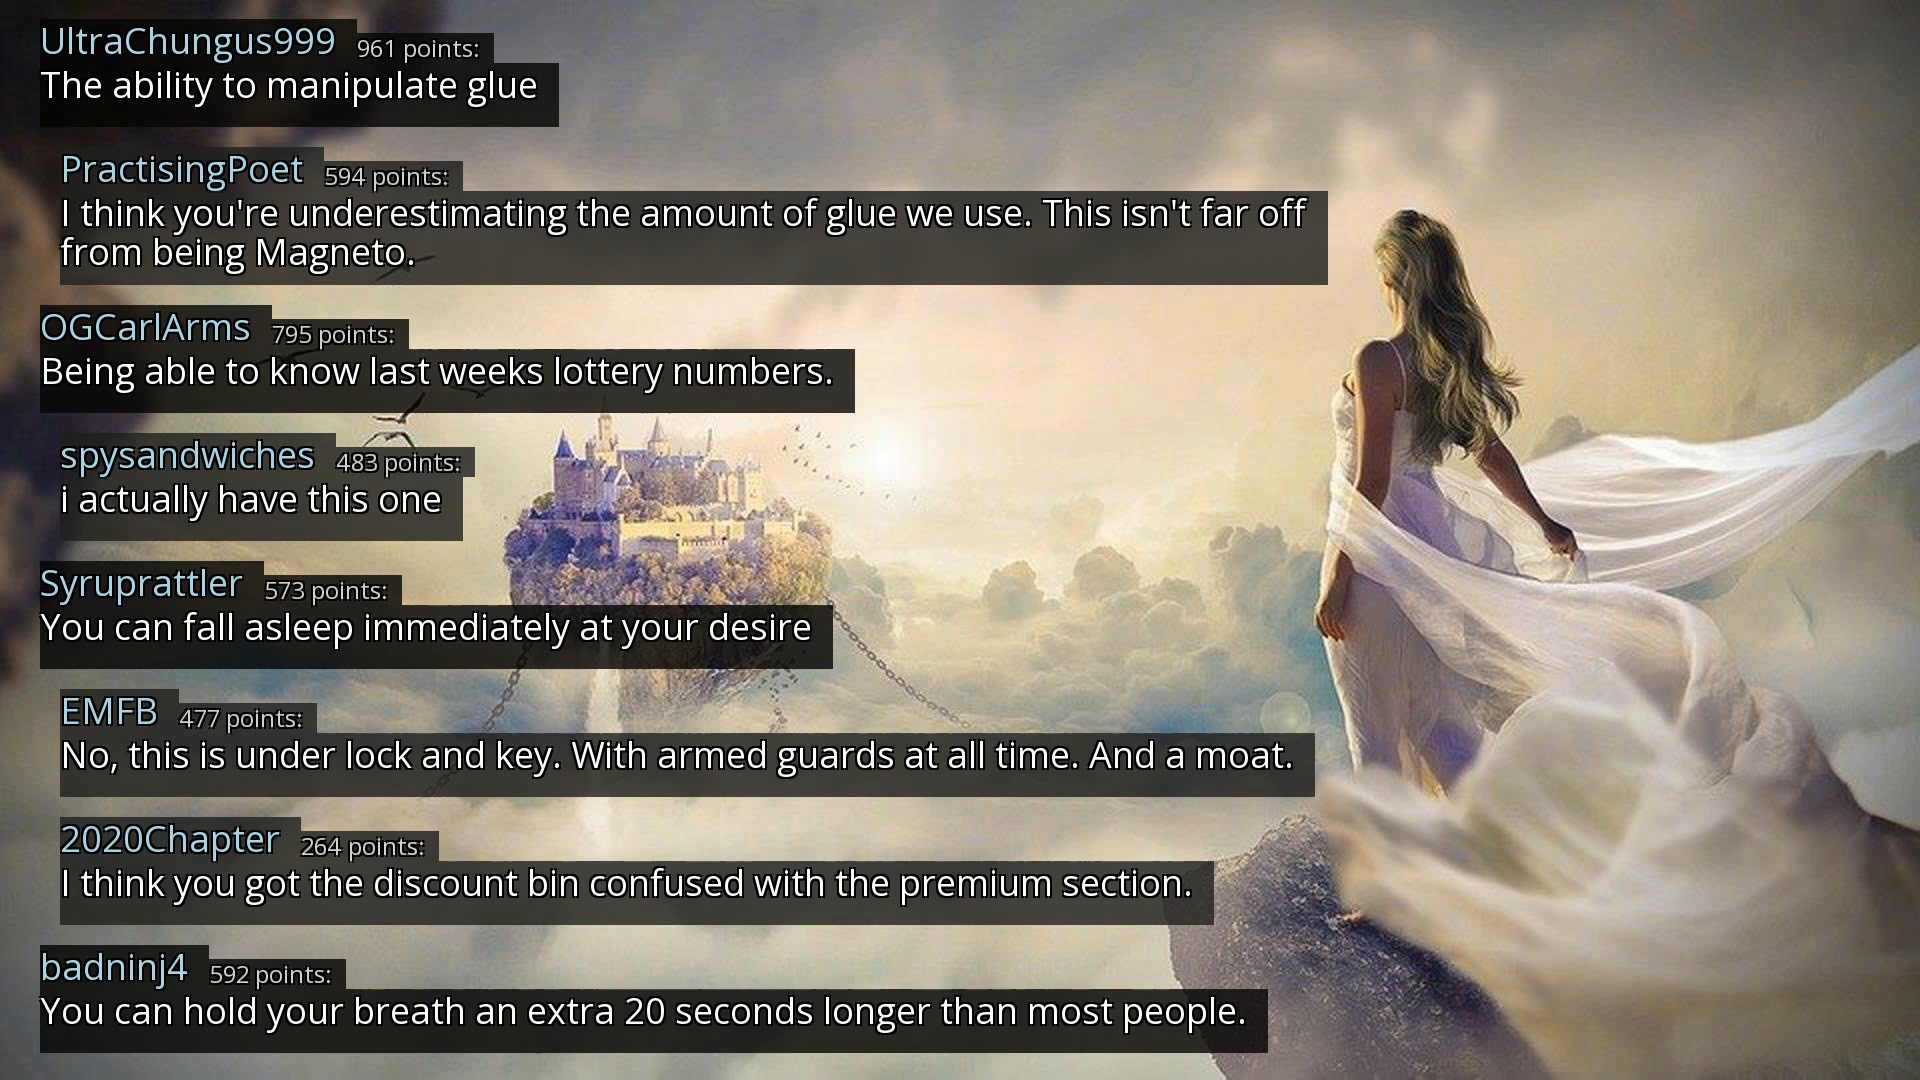 UltraChungus999 961 points:
The ability to manipulate glue
PractisingPoet 594 points:
I think you're underestimating the amount of glue we use. This isn't far off
from being Magneto.
OGCarlArms 795 points:
Being able to know last weeks lottery numbers.
spysandwiches 483 points:
i actually have this one
Syruprattler 573 points:
You can fall asleep immediately at your desire
EMFB 477 points:
No, this is under lock and key. With armed guards at all time. And a moat.
2020Chapter 264 points:
I think you got the discount bin confused with the premium section.
badninj4 592 points:
You can hold your breath an extra 20 seconds longer than most people.